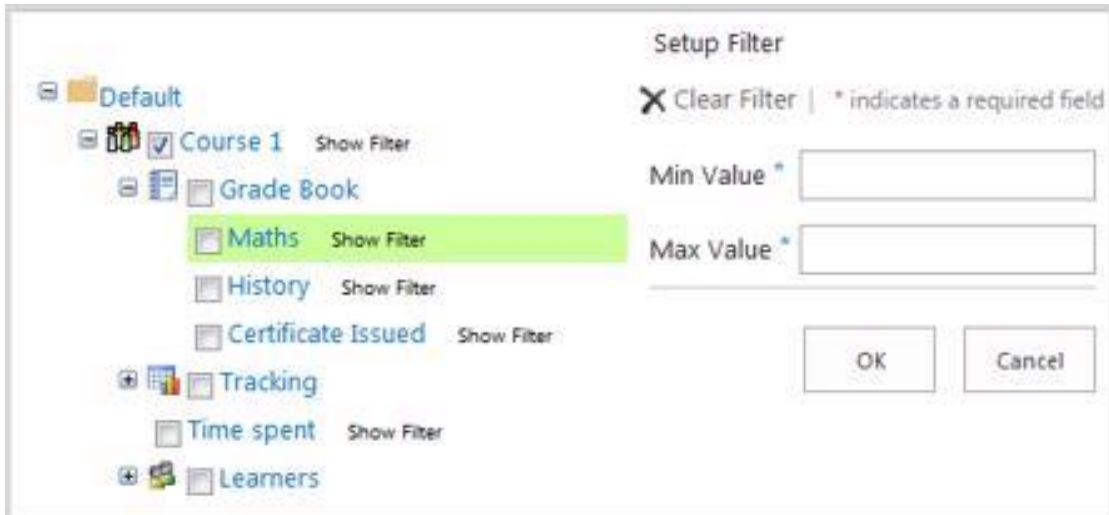 Default
Course 1 Show Filter
Grade Book
Maths Show Filter
History Show Filter
Certificate Issued Show Filter
Tracking
Time spent Show Filter
Learners
Setup Filter
Clear Filter | * indicates a required field
Min Value *
Max Value *
OK Cancel